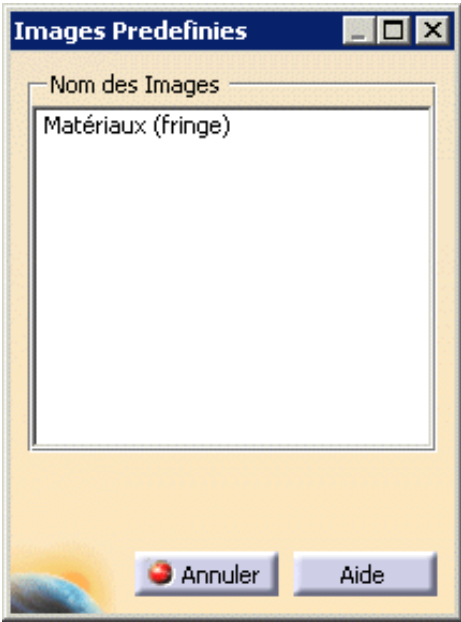 Images Predefinies
Nom des Images
Matériaux (fringe)
Annuler
Aide